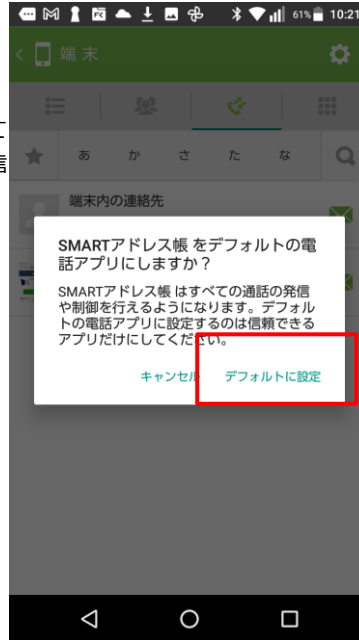 61% 10:21
端 末
信
あ か さ た な
端末内の連絡先
SMARTアドレス帳 をデフォルトの電
話アプリにしますか？
SMARTアドレス帳 はすべての通話の発信
や制御を行えるようになります。デフォル
トの電話アプリに設定するのは信頼できる
アプリだけにしてください。
キャンセル デフォルトに設定